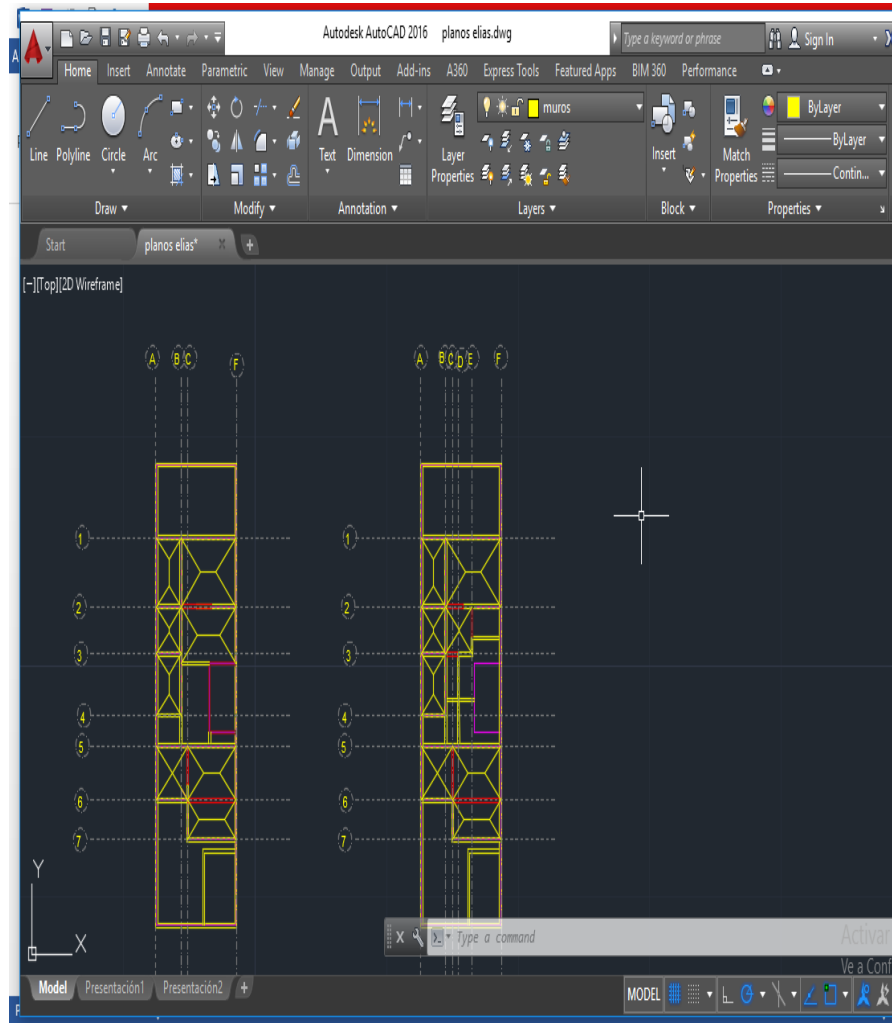 Autodesk AutoCAD 2016 planos elias.dwg
Type a keyword or phrase
Sign In
Home Insert Annotate Parametric View Manage Output Add-ins A360 Express Tools Featured Apps BIM 360 Performance
muros
ByLayer
ByLayer
Contin...
Line Polyline Circle Arc
Text Dimension
Layer Properties
Insert
Match Properties
Draw Modify Annotation Layers Block Properties
Start planos elias*
[−][Top][2D Wireframe]
A B C F
A B C D E F
1 1
2 2
3 3
4 4
5 5
6 6
7 7
Y
X
Type a command
Activar
Ve a Conf
Model Presentación1 Presentación2
MODEL